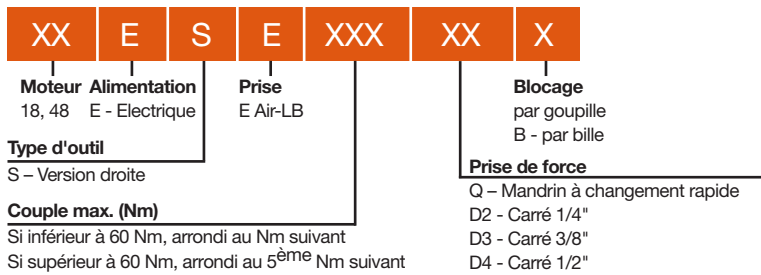 XX E S E XXX XX X
Moteur Alimentation Prise Blocage
18, 48 E - Electrique E Air-LB par goupille
B - par bille
Type d'outil
S – Version droite
Prise de force
Q – Mandrin à changement rapide
D2 - Carré 1/4"
D3 - Carré 3/8"
D4 - Carré 1/2"
Couple max. (Nm)
Si inférieur à 60 Nm, arrondi au Nm suivant
Si supérieur à 60 Nm, arrondi au 5ème Nm suivant